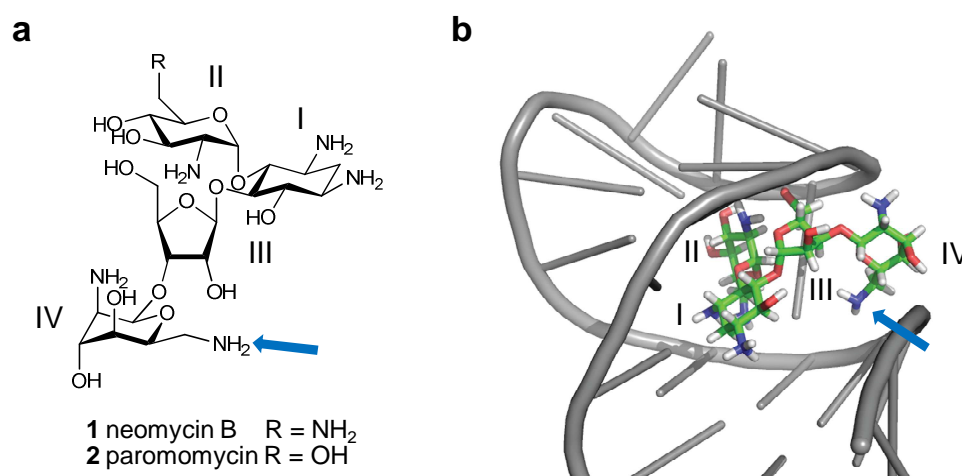 a
R
II
I
HO
HO
O
NH₂
HO
H₂N
O
NH₂
HO
O
O
HO
III
NH₂
OH
O
OH
IV
O
NH₂
OH
1 neomycin B R = NH₂
2 paromomycin R = OH
b
II
IV
III
I